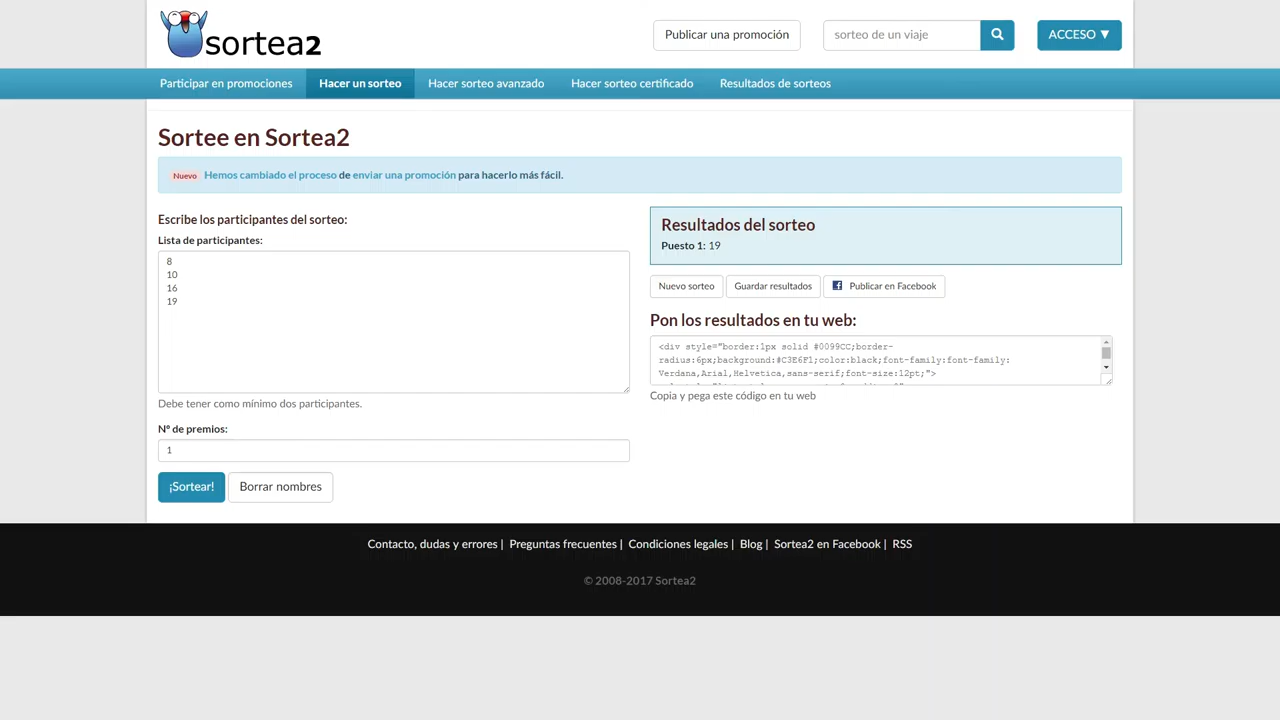 sortea2
Publicar una promoción
sorteo de un viaje
ACCESO ▼
Participar en promociones
Hacer un sorteo
Hacer sorteo avanzado
Hacer sorteo certificado
Resultados de sorteos
Sortee en Sortea2
Nuevo Hemos cambiado el proceso de enviar una promoción para hacerlo más fácil.
Escribe los participantes del sorteo:
Lista de participantes:
8
10
16
19
Debe tener como mínimo dos participantes.
Nº de premios:
1
¡Sortear!
Borrar nombres
Resultados del sorteo
Puesto 1: 19
Nuevo sorteo
Guardar resultados
Publicar en Facebook
Pon los resultados en tu web:
<div style="border:1px solid #0099CC;border-
radius:6px;background:#C3E6F1;color:black;font-family:font-family:
Verdana,Arial,Helvetica,sans-serif;font-size:12pt;">
Copia y pega este código en tu web
Contacto, dudas y errores | Preguntas frecuentes | Condiciones legales | Blog | Sortea2 en Facebook | RSS
© 2008-2017 Sortea2